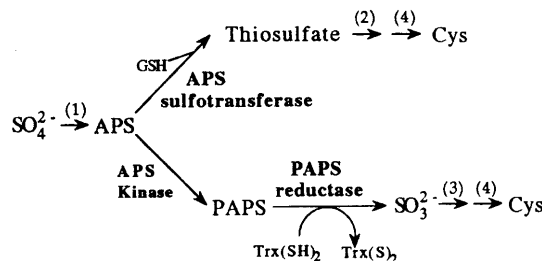 Thiosulfate (2) (4) Cys
GSH
APS
sulfotransferase
SO₄²⁻ (1) APS
APS
Kinase
PAPS
reductase
PAPS SO₃²⁻ (3) (4) Cys
Trx(SH)₂ Trx(S)₂